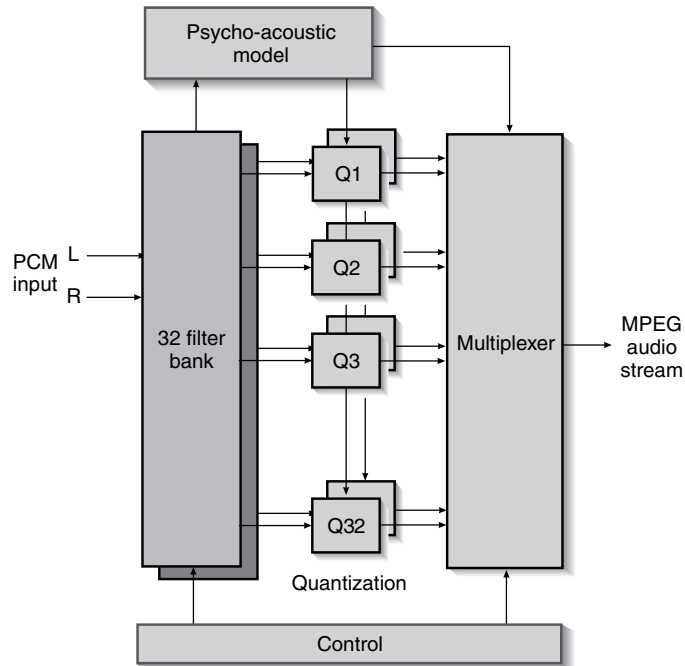 Psycho-acoustic
model
Q1
PCM
input
L
R
Q2
32 filter
bank
Q3
Multiplexer
MPEG
audio
stream
Q32
Quantization
Control